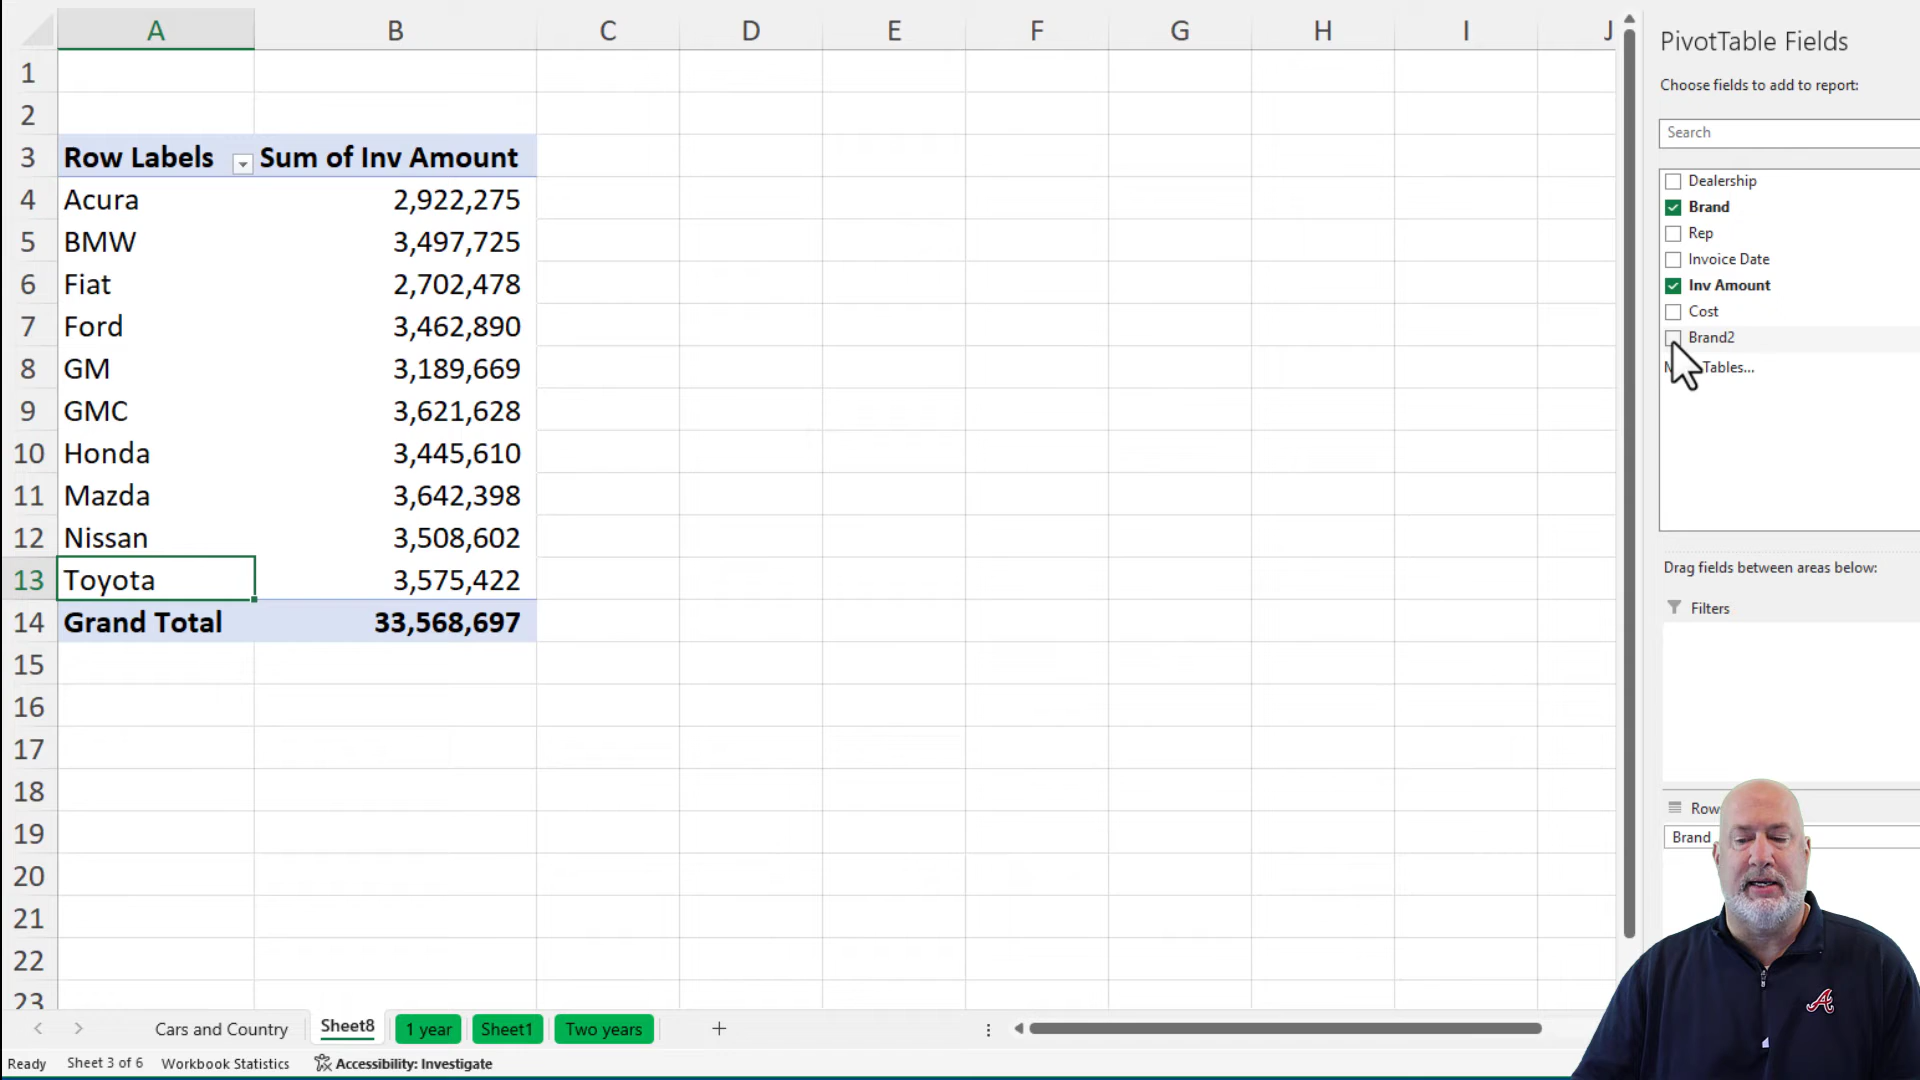 A B C D E F G H I J
1
2
3 Row Labels Sum of Inv Amount
4 Acura 2,922,275
5 BMW 3,497,725
6 Fiat 2,702,478
7 Ford 3,462,890
8 GM 3,189,669
9 GMC 3,621,628
10 Honda 3,445,610
11 Mazda 3,642,398
12 Nissan 3,508,602
13 Toyota 3,575,422
14 Grand Total 33,568,697
15
16
17
18
19
20
21
22
23
PivotTable Fields
Choose fields to add to report:
Search
Dealership
Brand
Rep
Invoice Date
Inv Amount
Cost
Brand2
Tables...
Drag fields between areas below:
Filters
Row
Brand
A
Cars and Country Sheet8 1 year Sheet1 Two years +
Ready Sheet 3 of 6 Workbook Statistics Accessibility: Investigate